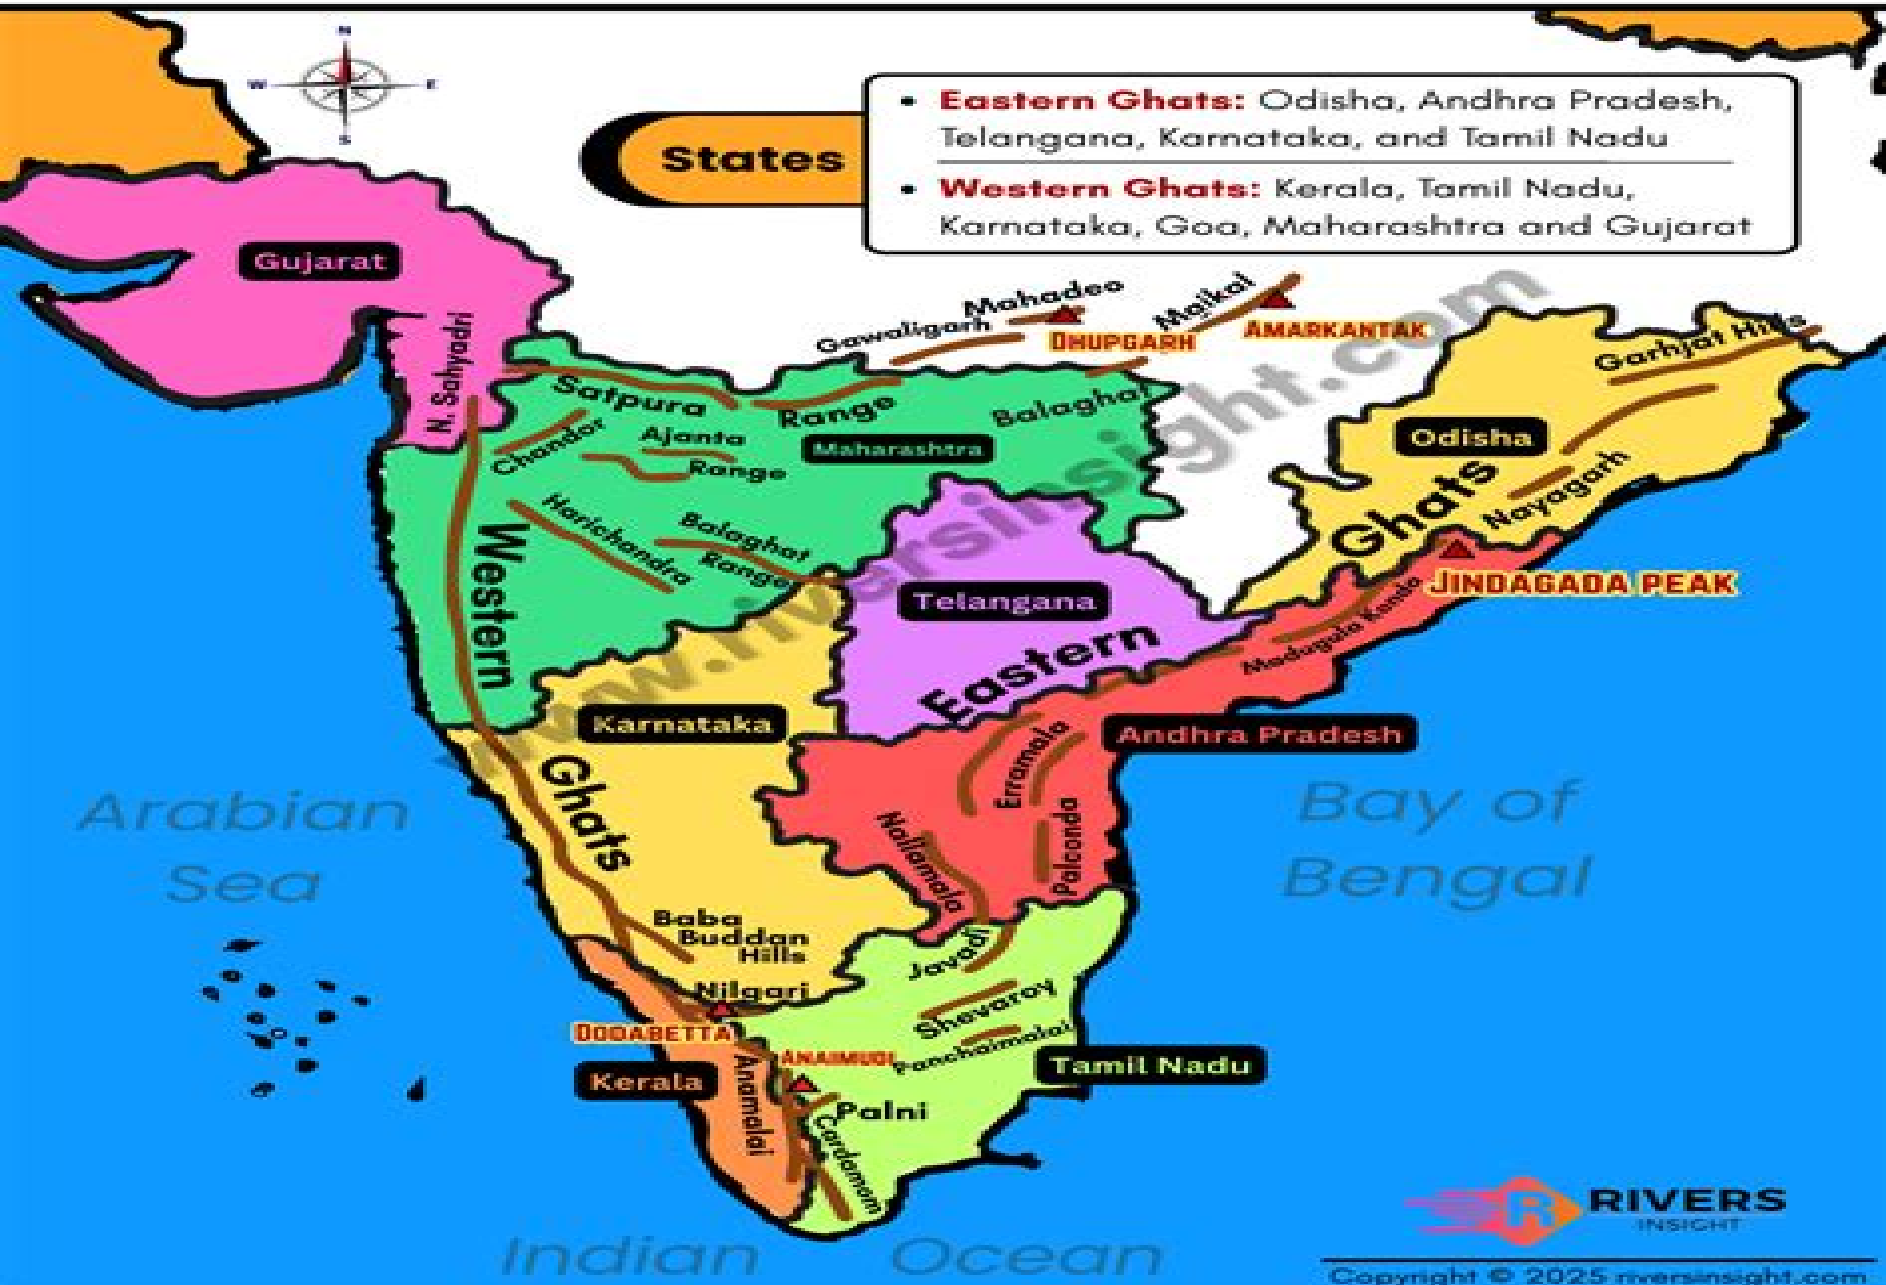 N
W E
S
States
• Eastern Ghats: Odisha, Andhra Pradesh,
Telangana, Karnataka, and Tamil Nadu
• Western Ghats: Kerala, Tamil Nadu,
Karnataka, Goa, Maharashtra and Gujarat
Gujarat
N. Sahyadri
Mahadeo
Gawaligarh
DHUPGARH
Maikal
AMARKANTAK
Garhjat Hills
Satpura
Range
Balaghat
Chandor
Ajanta
Range
Maharashtra
Odisha
Harichandra
Balaghat
Range
Nayagarh
Western
Ghats
Eastern
Ghats
Telangana
JINDAGADA PEAK
Madugula Konda
Karnataka
Andhra Pradesh
Erramala
Nallamala
Palconda
Arabian
Sea
Bay of
Bengal
Baba
Buddan
Hills
Nilgari
Javadi
Shevaroy
Panchaimalai
DODABETTA
ANAIMUDI
Kerala
Tamil Nadu
Anamalai
Palni
Cardamom
Indian Ocean
www.riversinsight.com
R
RIVERS
INSIGHT
Copyright © 2025 riversinsight.com